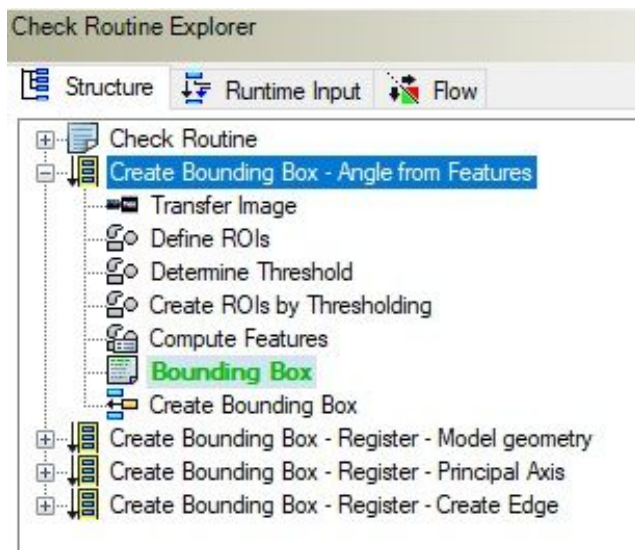 Check Routine Explorer
Structure Runtime Input Flow
Check Routine
Create Bounding Box - Angle from Features
Transfer Image
Define ROIs
Determine Threshold
Create ROIs by Thresholding
Compute Features
Bounding Box
Create Bounding Box
Create Bounding Box - Register - Model geometry
Create Bounding Box - Register - Principal Axis
Create Bounding Box - Register - Create Edge